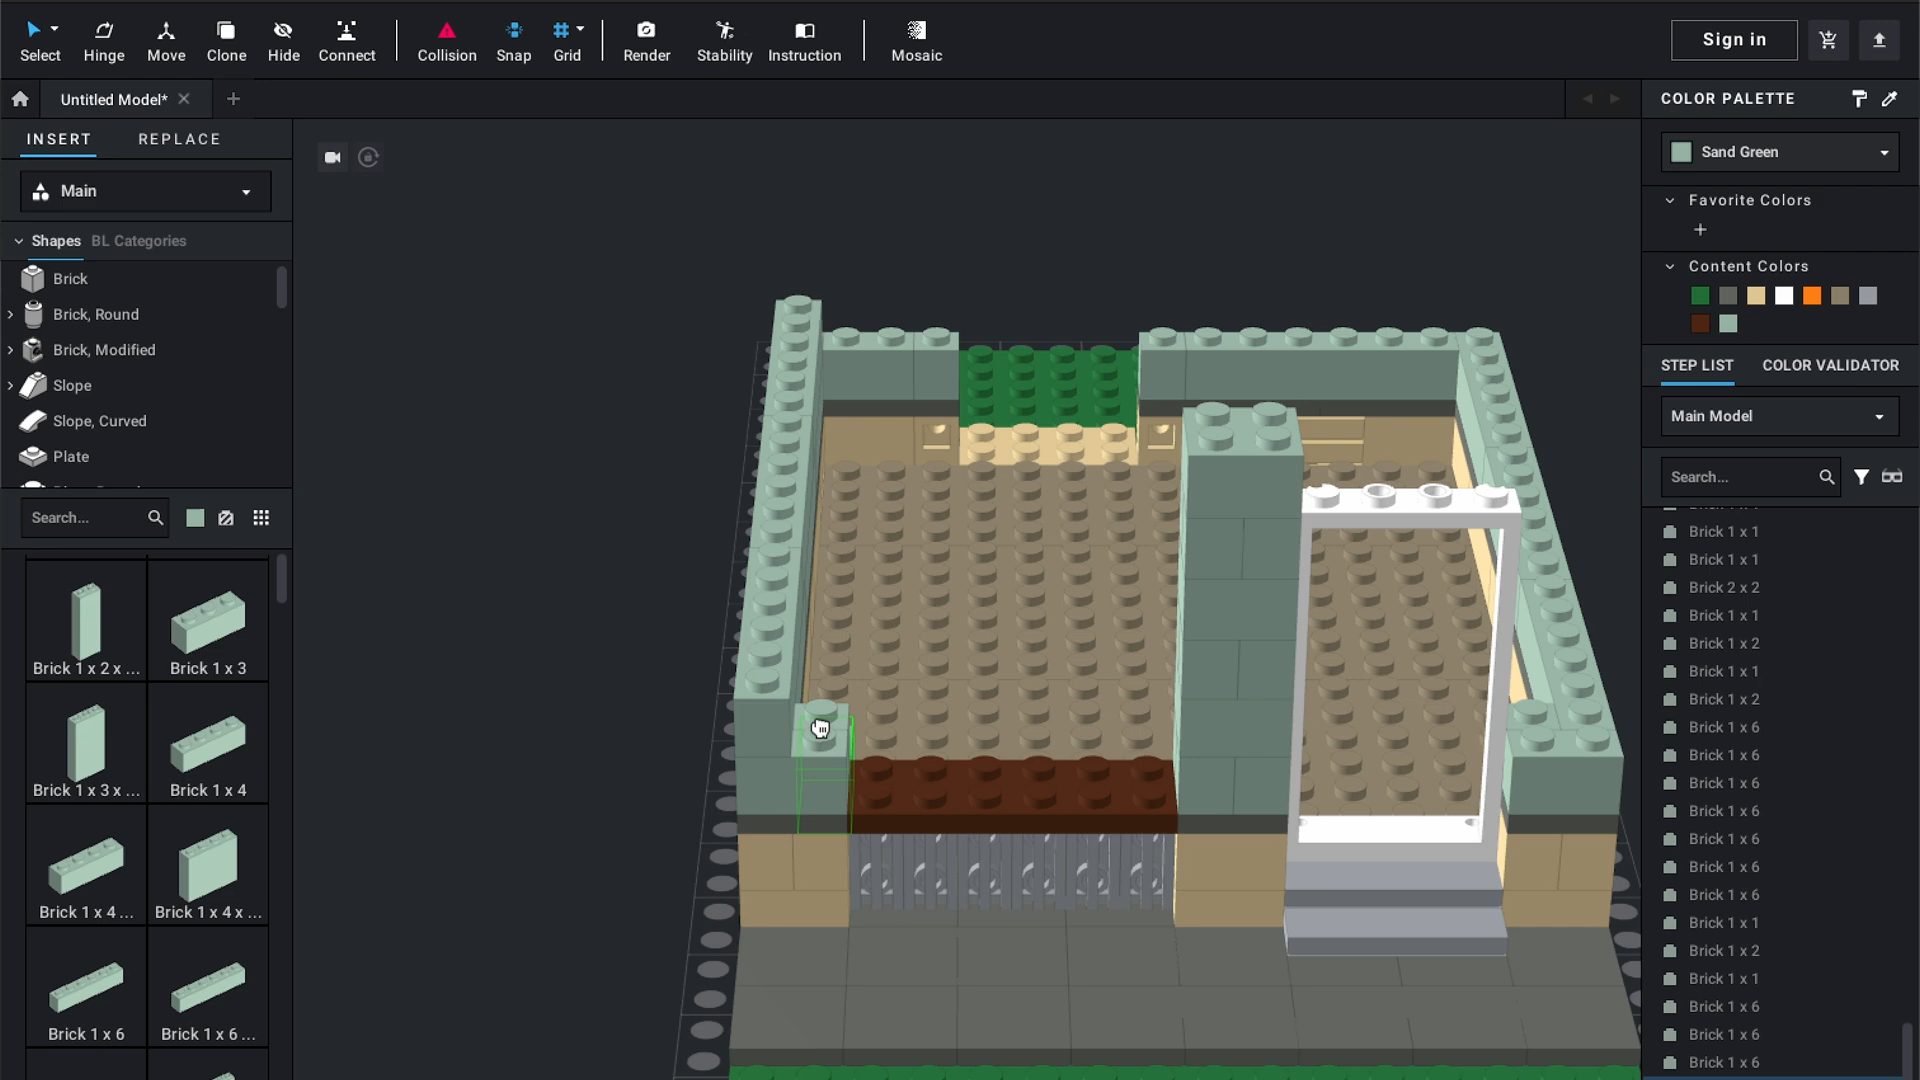 Select
Hinge
Move
Clone
Hide
Connect
Collision
Snap
Grid
Render
Stability
Instruction
Mosaic
Sign in
Untitled Model*
COLOR PALETTE
INSERT
REPLACE
Sand Green
Main
Favorite Colors
Shapes
BL Categories
Content Colors
Brick
Brick, Round
Brick, Modified
Slope
Slope, Curved
Plate
STEP LIST
COLOR VALIDATOR
Main Model
Search...
Search...
Brick 1 x 2 x ...
Brick 1 x 3
Brick 1 x 3 x ...
Brick 1 x 4
Brick 1 x 4 ...
Brick 1 x 4 x ...
Brick 1 x 6
Brick 1 x 6 ...
Brick 1 x 1
Brick 1 x 1
Brick 2 x 2
Brick 1 x 1
Brick 1 x 2
Brick 1 x 1
Brick 1 x 2
Brick 1 x 6
Brick 1 x 6
Brick 1 x 6
Brick 1 x 6
Brick 1 x 6
Brick 1 x 6
Brick 1 x 6
Brick 1 x 1
Brick 1 x 2
Brick 1 x 1
Brick 1 x 6
Brick 1 x 6
Brick 1 x 6